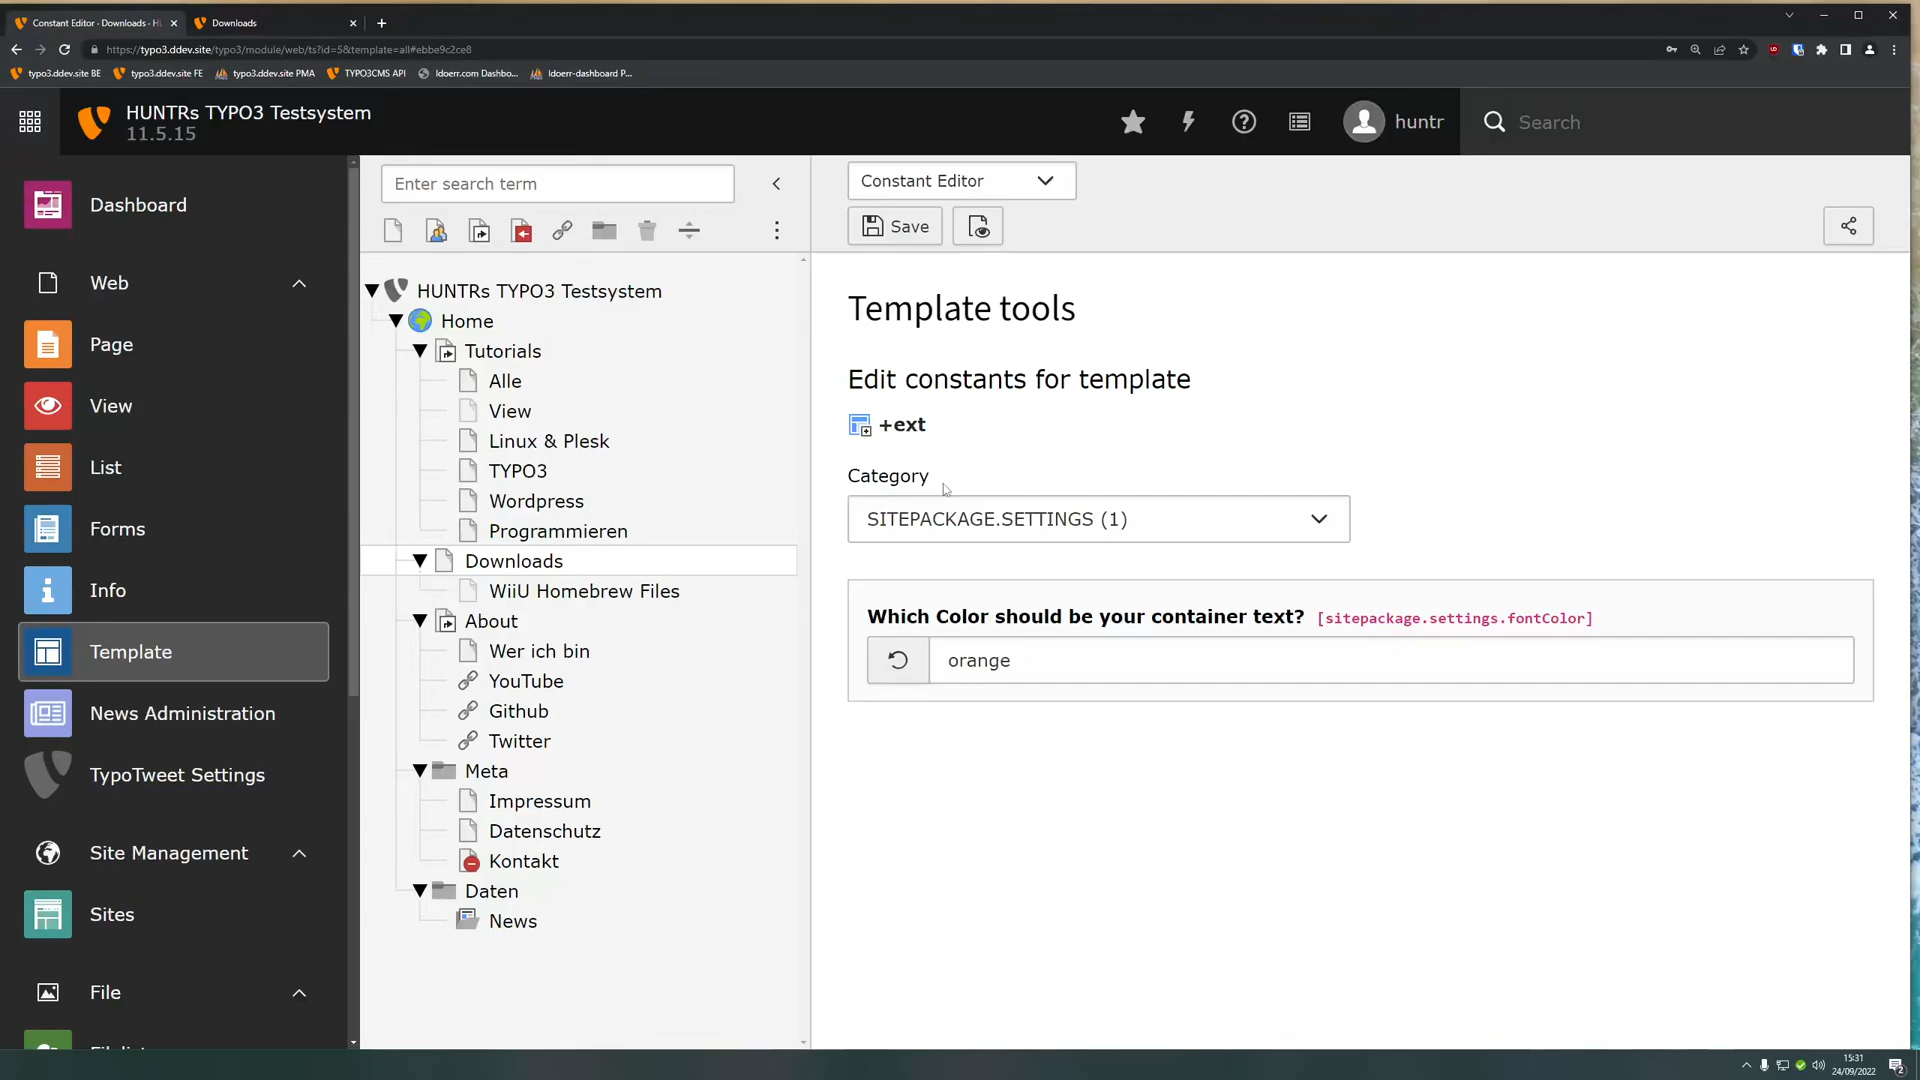 Constant Editor · Downloads · H
Downloads
https://typo3.ddev.site/typo3/module/web/ts?id=5&template=all#ebbe9c2ce8
typo3.ddev.site BE
typo3.ddev.site FE
typo3.ddev.site PMA
TYPO3CMS API
ldoerr.com Dashbo...
ldoerr-dashboard P...
HUNTRs TYPO3 Testsystem
11.5.15
huntr
Search
Dashboard
Web
Page
View
List
Forms
Info
Template
News Administration
TypoTweet Settings
Site Management
Sites
File
Enter search term
HUNTRs TYPO3 Testsystem
Home
Tutorials
Alle
View
Linux & Plesk
TYPO3
Wordpress
Programmieren
Downloads
WiiU Homebrew Files
About
Wer ich bin
YouTube
Github
Twitter
Meta
Impressum
Datenschutz
Kontakt
Daten
News
Constant Editor
Save
Template tools
Edit constants for template
+ext
Category
SITEPACKAGE.SETTINGS (1)
Which Color should be your container text? [sitepackage.settings.fontColor]
orange
15:31
24/09/2022